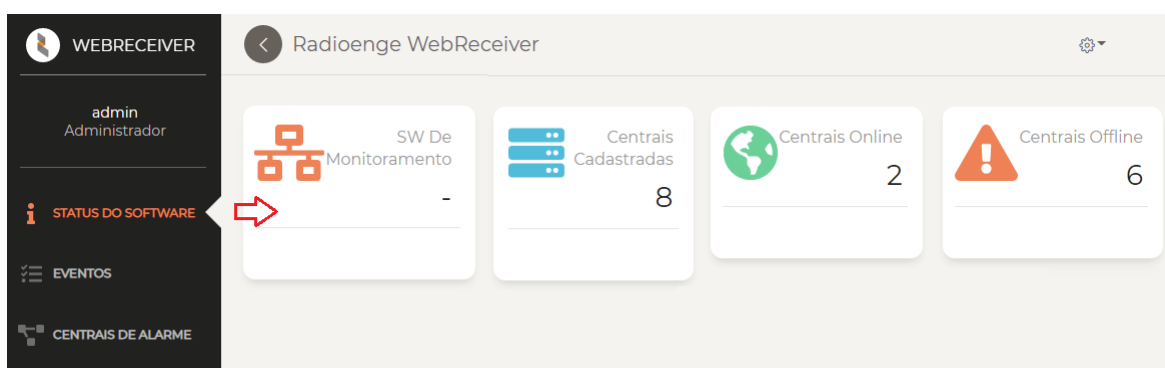 WEBRECEIVER
Radioenge WebReceiver
admin
Administrador
STATUS DO SOFTWARE
EVENTOS
CENTRAIS DE ALARME
SW De
Monitoramento
-
Centrais
Cadastradas
8
Centrais Online
2
Centrais Offline
6